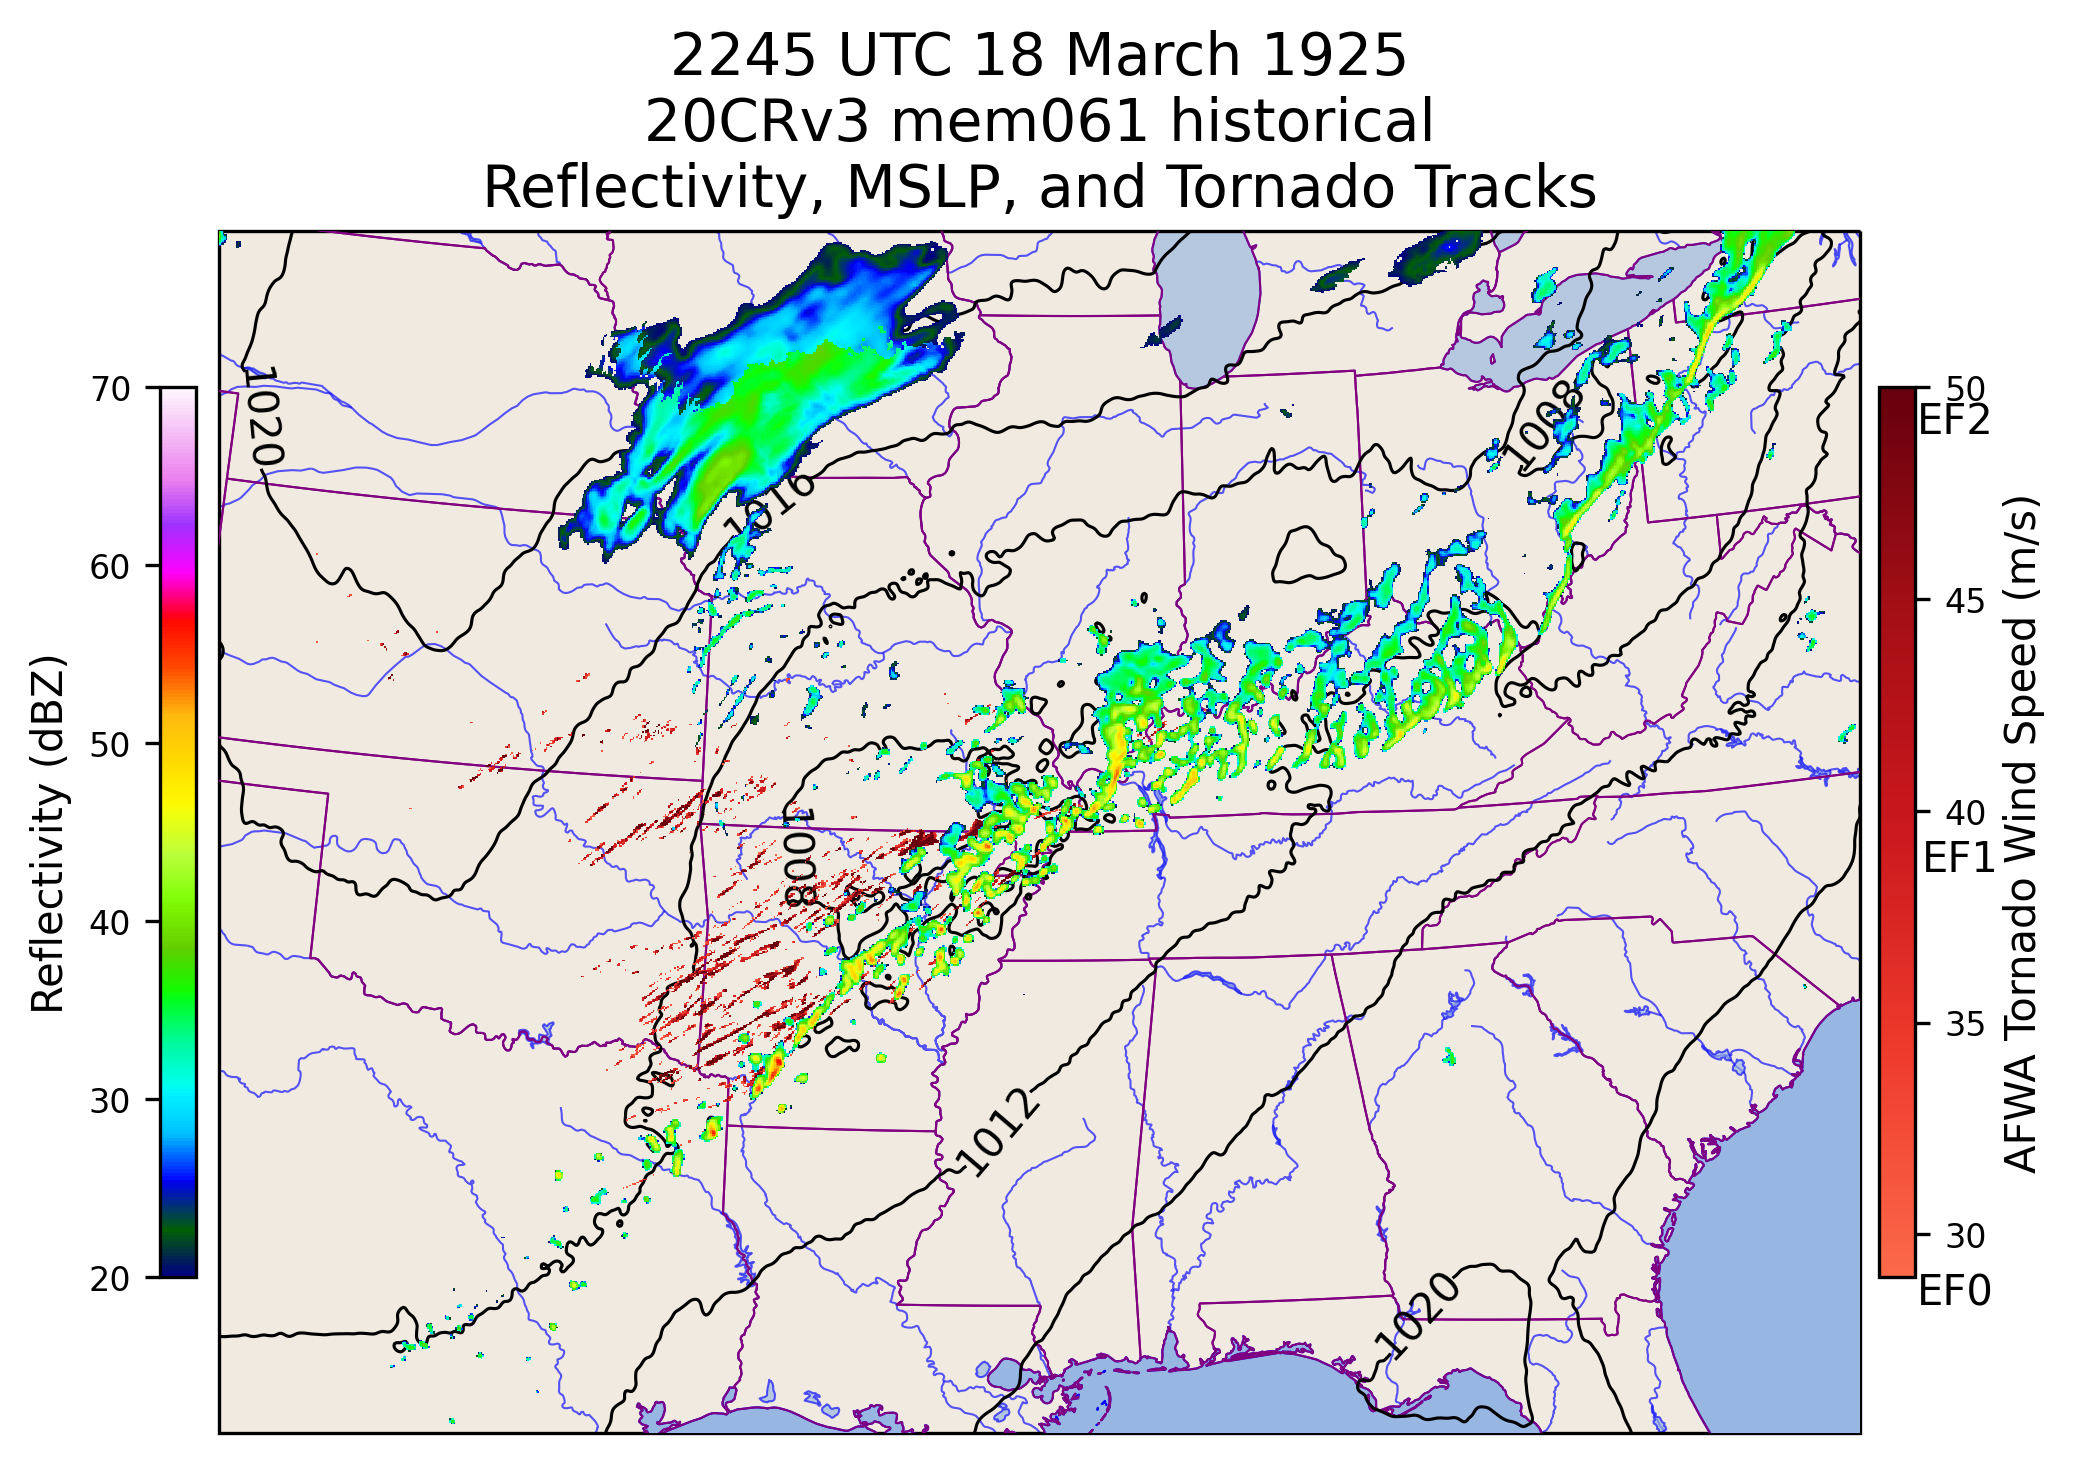 2245 UTC 18 March 1925
20CRv3 mem061 historical
Reflectivity, MSLP, and Tornado Tracks
Reflectivity (dBZ)
70
60
50
40
30
20
1020
1016
1008
1008
1012
1020
50
EF2
45
40
EF1
35
30
EF0
AFWA Tornado Wind Speed (m/s)